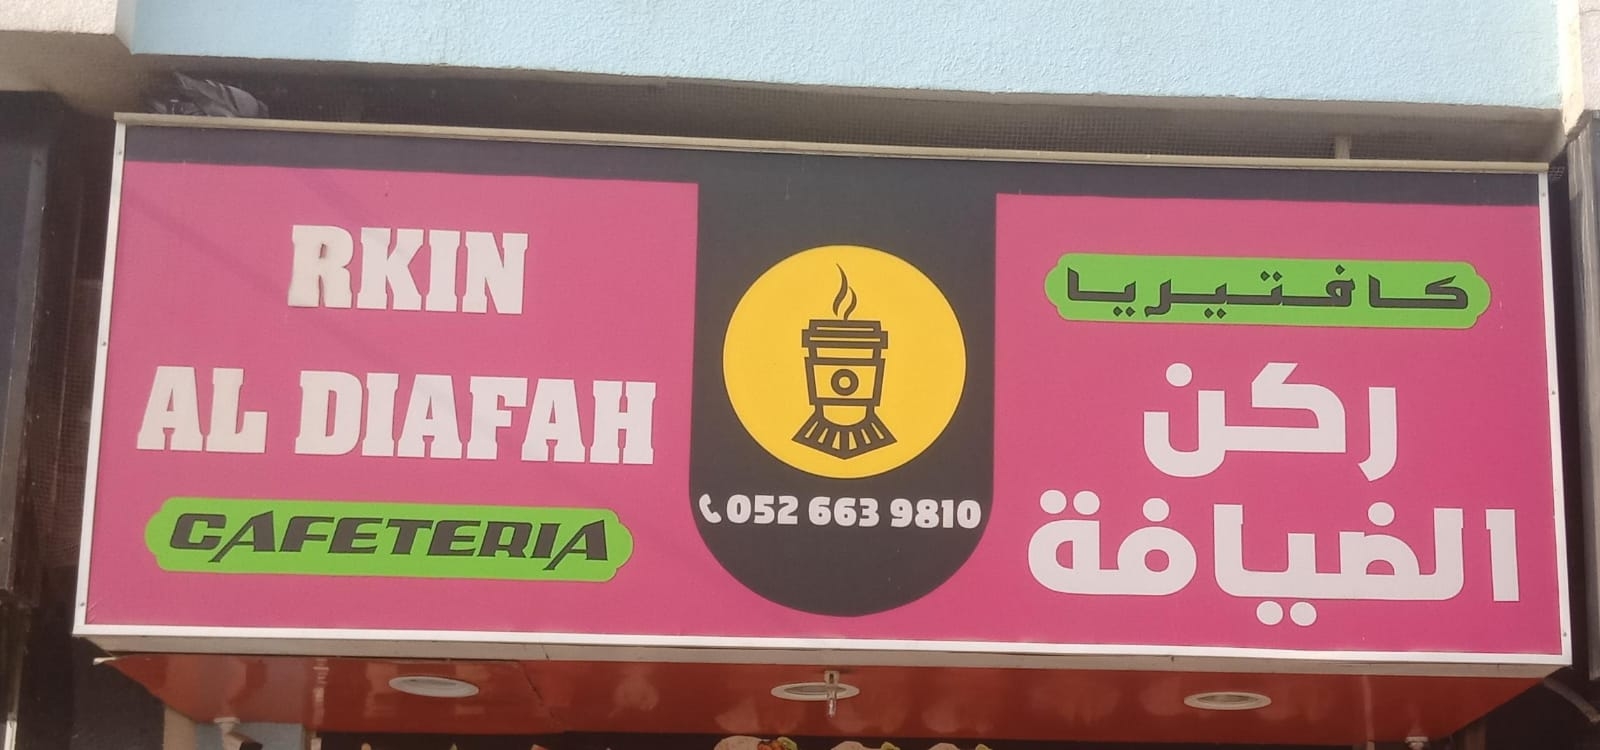 RKIN
AL DIAFAH
CAFETERIA
052 663 9810
كافتيريا
ركن
الضيافة